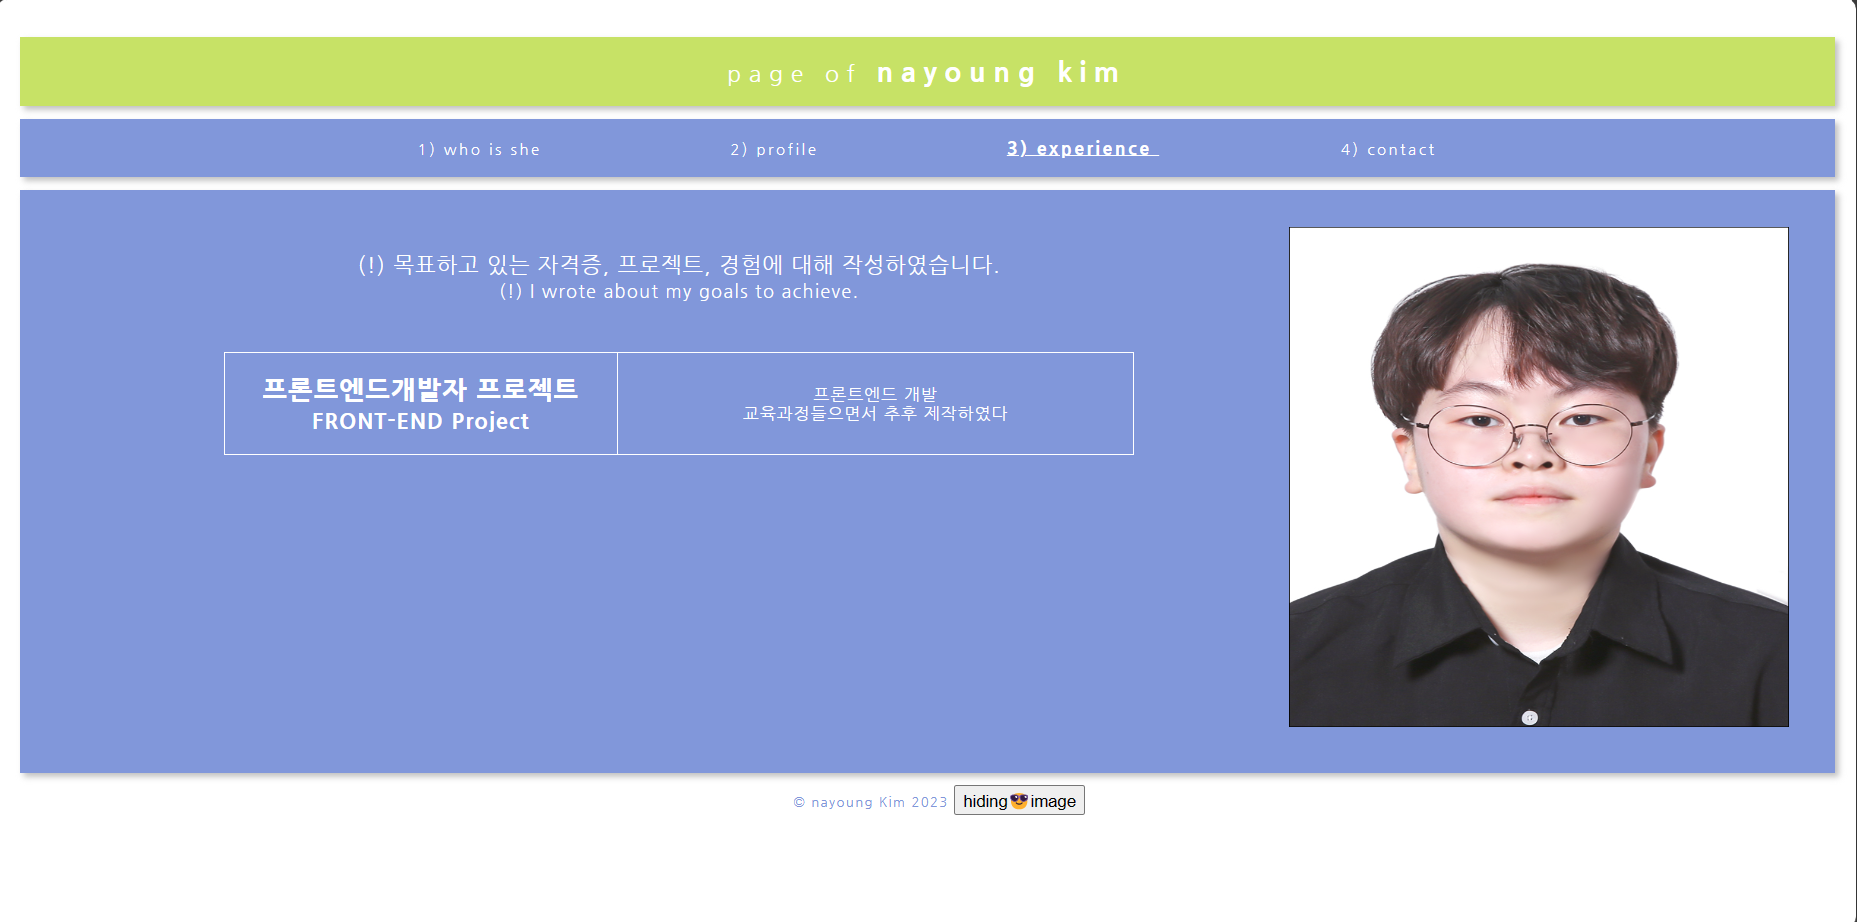 page of nayoung kim
1) who is she 2) profile 3) experience 4) contact
(!) 목표하고 있는 자격증, 프로젝트, 경험에 대해 작성하였습니다.
(!) I wrote about my goals to achieve.
프론트엔드개발자 프로젝트
FRONT-END Project
프론트엔드 개발
교육과정들으면서 추후 제작하였다
© nayoung Kim 2023 hiding😎image